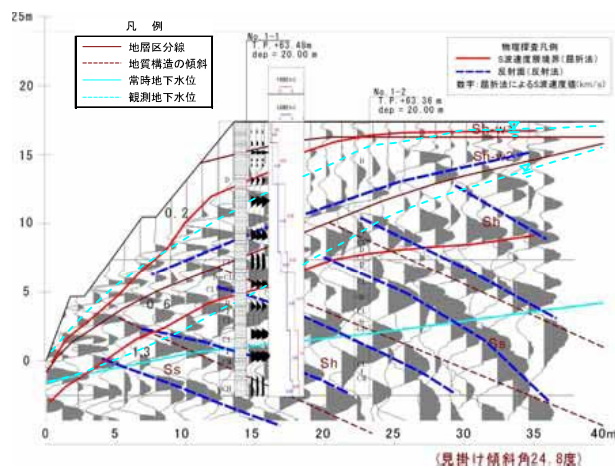 凡 例
地層区分線
地質構造の傾斜
常時地下水位
観測地下水位
No.1-1
T.P.+63.48m
dep = 20.00 m
No.1-2
T.P.+63.36 m
dep = 20.00 m
物理探査凡例
S波速度層境界(屈折法)
反射面(反射法)
数字:屈折法によるS波速度値(km/s)
25m
20
15
10
5
0
Sh-w
Sh-w
Sh
0.2
0.6
1.3
Ss
Sh
Ss
0
5
10
15
20
25
30
35
40m
(見掛け傾斜角24.8度)